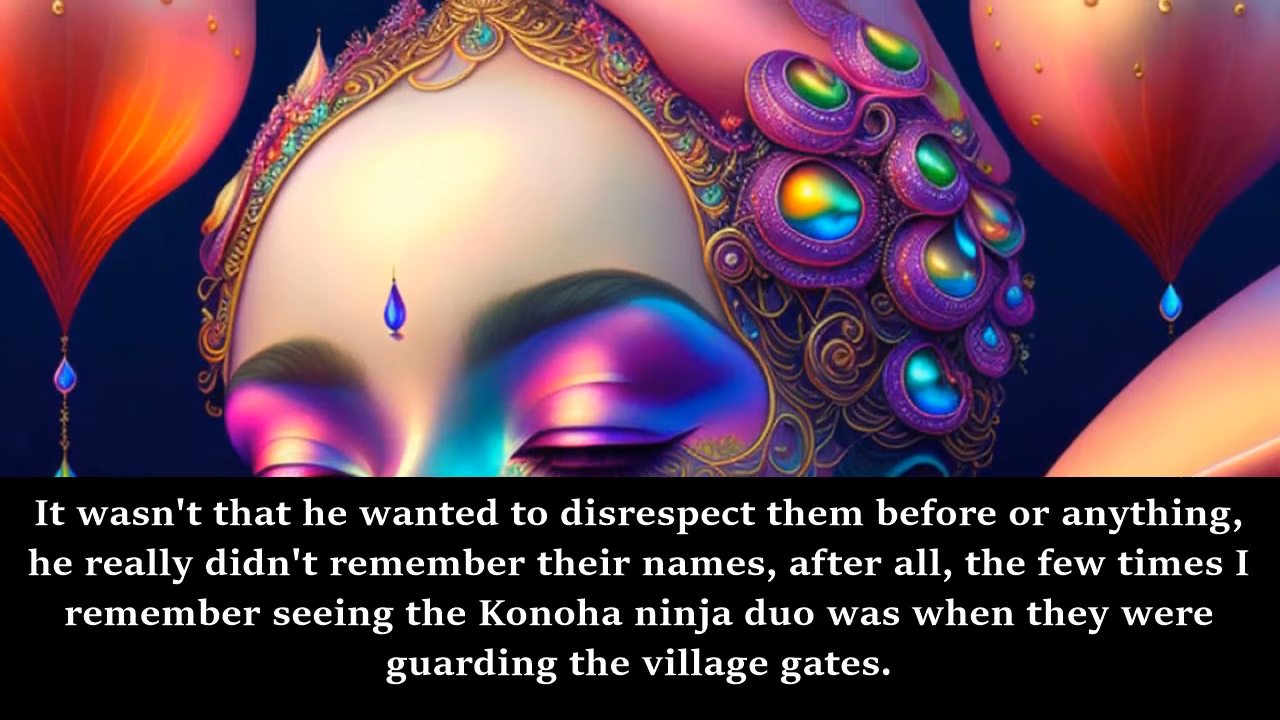 It wasn't that he wanted to disrespect them before or anything,
he really didn't remember their names, after all, the few times I
remember seeing the Konoha ninja duo was when they were
guarding the village gates.